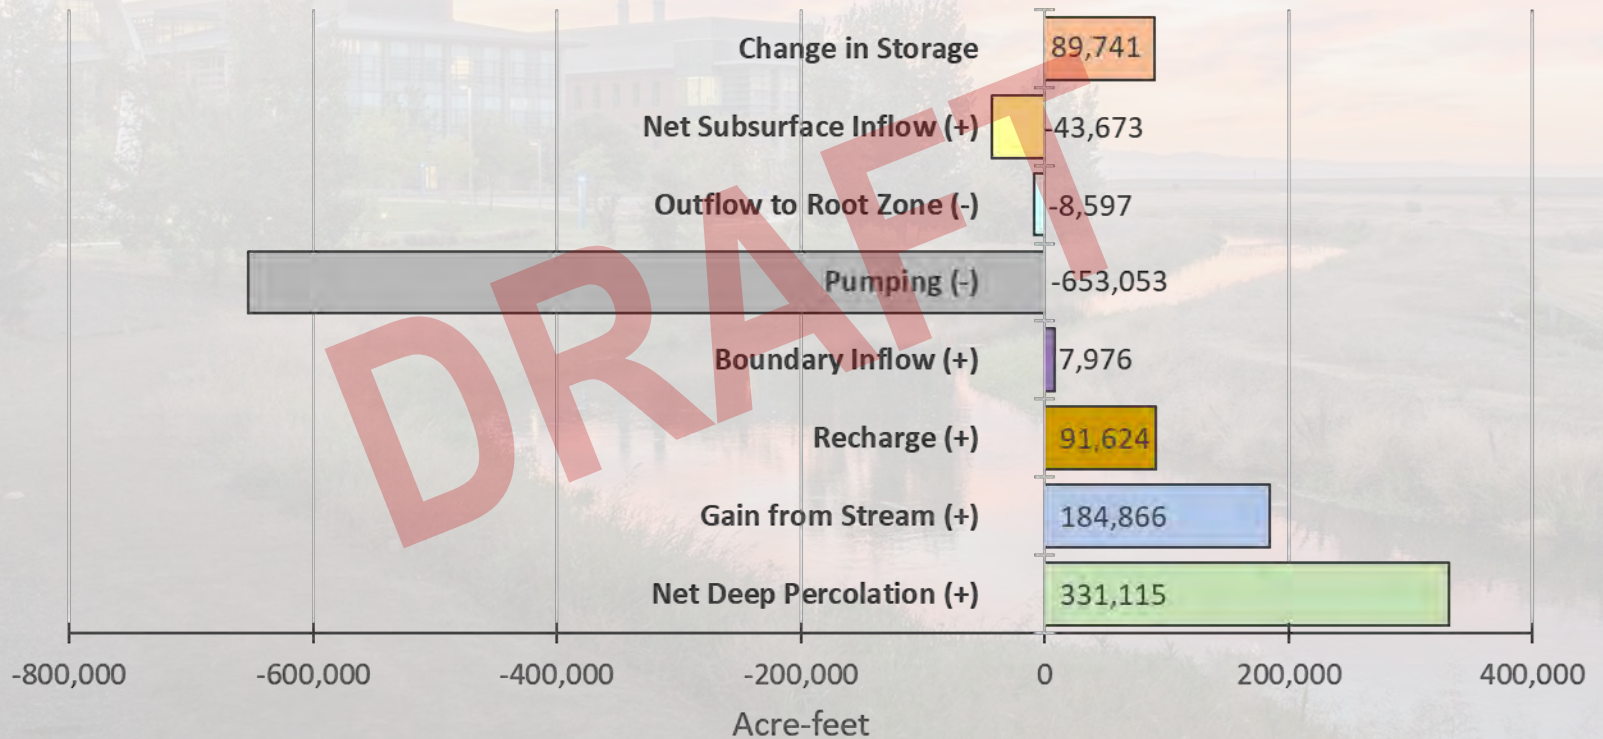 Change in Storage 89,741
Net Subsurface Inflow (+) -43,673
Outflow to Root Zone (-) -8,597
Pumping (-) -653,053
Boundary Inflow (+) 7,976
Recharge (+) 91,624
Gain from Stream (+) 184,866
Net Deep Percolation (+) 331,115
-800,000 -600,000 -400,000 -200,000 0 200,000 400,000
Acre-feet
DRAFT